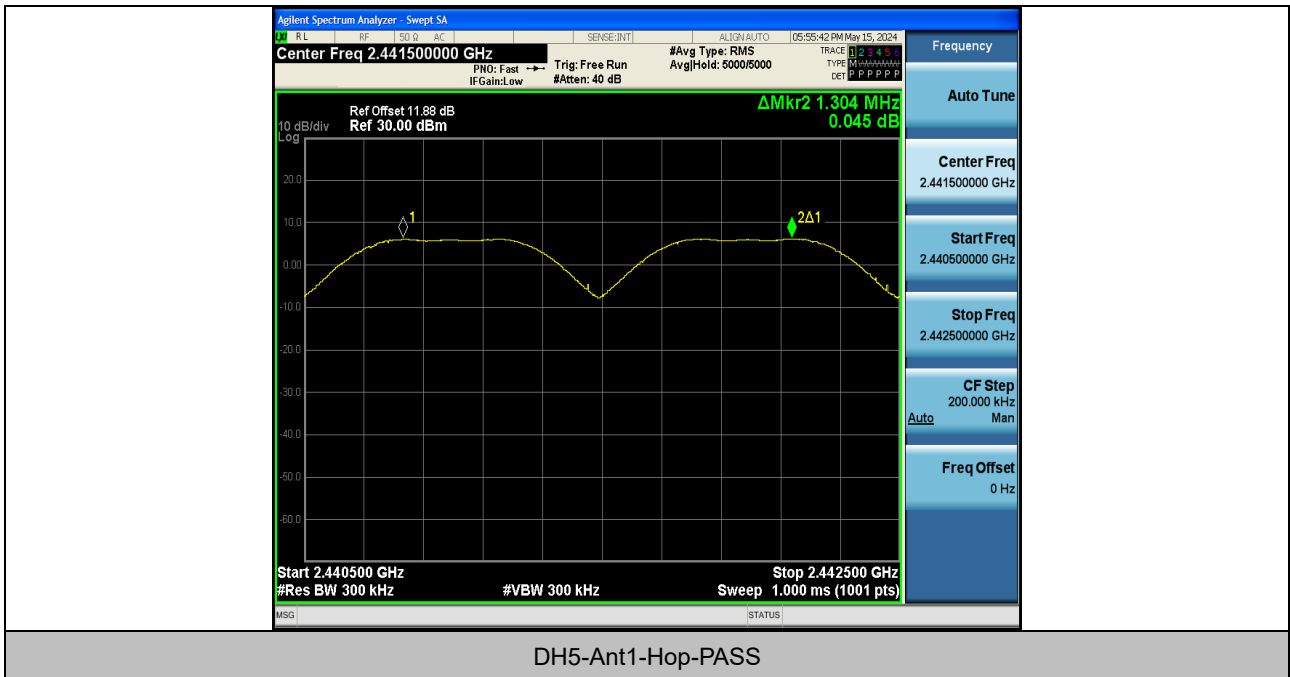 Agilent Spectrum Analyzer - Swept SA
LXI RL RF 50 Ω AC SENSE:INT ALIGN AUTO 05:55:42 PM May 15, 2024
Center Freq 2.441500000 GHz
PNO: Fast
IFGain:Low
Trig: Free Run
#Atten: 40 dB
#Avg Type: RMS
Avg|Hold: 5000/5000
TRACE 1 2 3 4 5 6
TYPE M W W W W W
DET P P P P P P
ΔMkr2 1.304 MHz
0.045 dB
Ref Offset 11.88 dB
10 dB/div Ref 30.00 dBm
Log
20.0
10.0
0.00
-10.0
-20.0
-30.0
-40.0
-50.0
-60.0
1
2Δ1
Start 2.440500 GHz Stop 2.442500 GHz
#Res BW 300 kHz #VBW 300 kHz Sweep 1.000 ms (1001 pts)
MSG STATUS
Frequency
Auto Tune
Center Freq
2.441500000 GHz
Start Freq
2.440500000 GHz
Stop Freq
2.442500000 GHz
CF Step
200.000 kHz
Auto Man
Freq Offset
0 Hz
DH5-Ant1-Hop-PASS